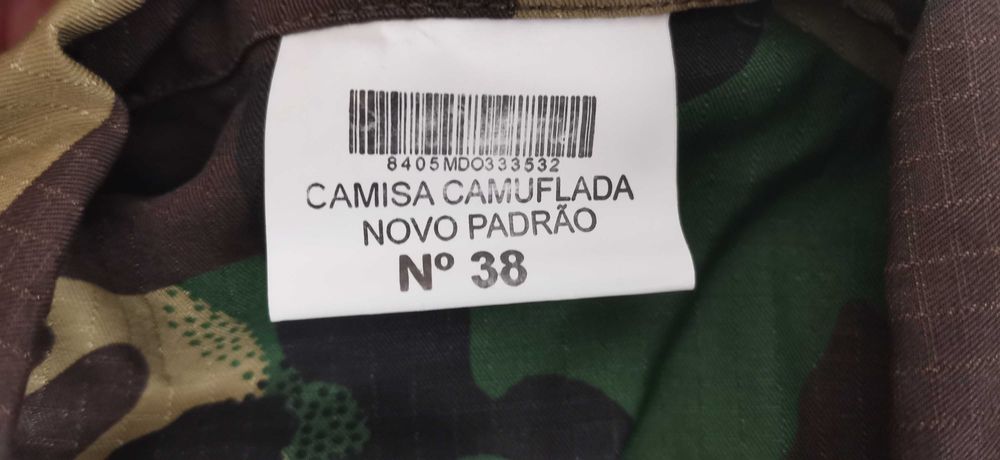 8405MDO333532
CAMISA CAMUFLADA
NOVO PADRÃO
Nº 38